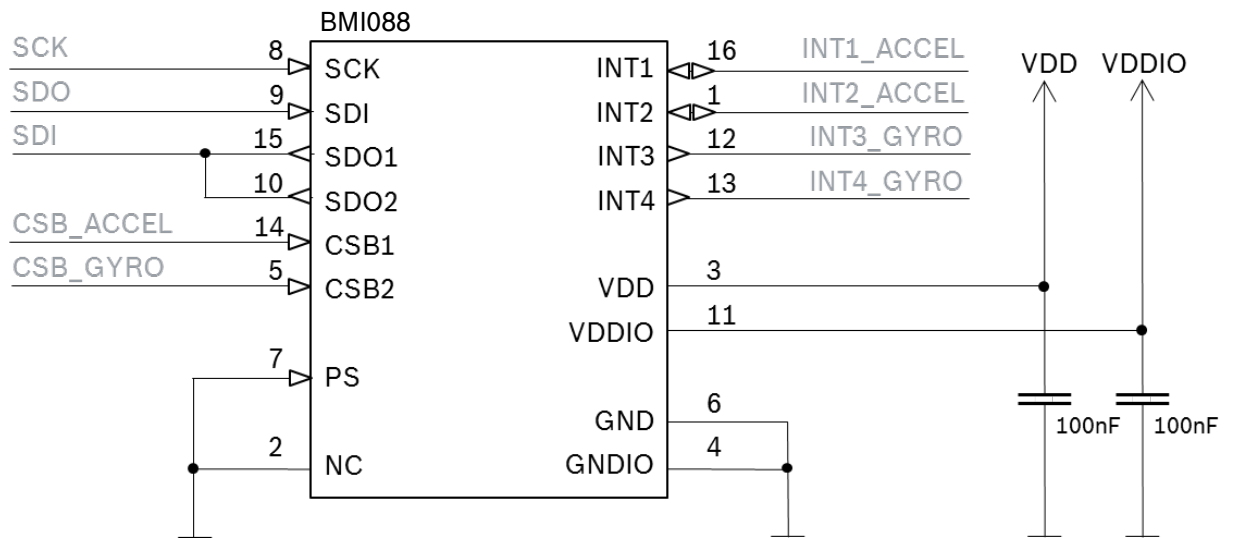 BMI088
SCK 8 SCK
SDO 9 SDI
SDI 15 SDO1
10 SDO2
CSB_ACCEL 14 CSB1
CSB_GYRO 5 CSB2
7 PS
2 NC
INT1 16 INT1_ACCEL
INT2 1 INT2_ACCEL
INT3 12 INT3_GYRO
INT4 13 INT4_GYRO
VDD 3
VDDIO 11
GND 6
GNDIO 4
VDD VDDIO
100nF 100nF